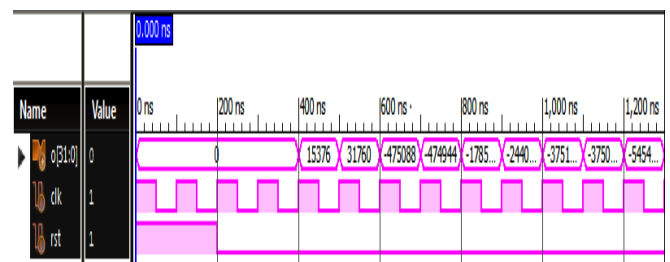 0.000 ns
Name Value 0 ns 200 ns 400 ns 600 ns 800 ns 1,000 ns 1,200 ns
o[31:0] 0 0 15376 31760 -475088 -474944 -1785... -2440... -3751... -3750... -5454...
clk 1
rst 1